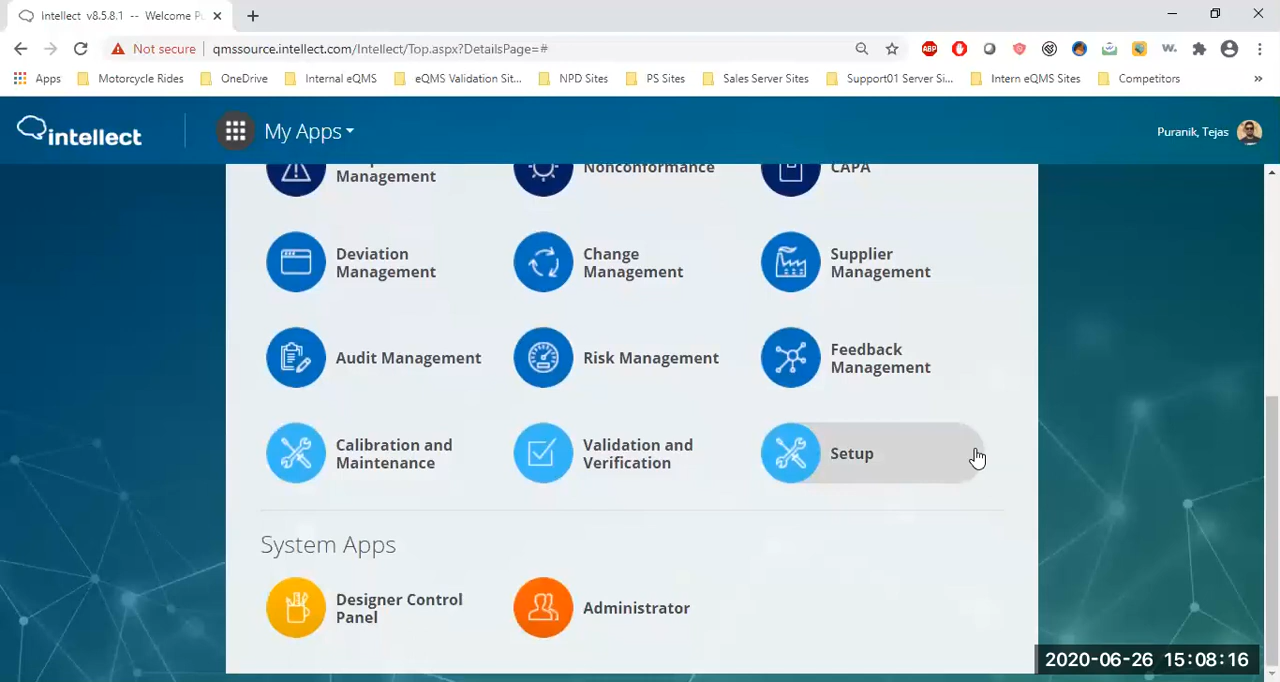 Intellect v8.5.8.1 -- Welcome
Not secure
qmssource.intellect.com/Intellect/Top.aspx?DetailsPage=#
ABP
w.
Apps
Motorcycle Rides
OneDrive
Internal eQMS
eQMS Validation Sit...
NPD Sites
PS Sites
Sales Server Sites
Support01 Server Si...
Intern eQMS Sites
Competitors
intellect
My Apps
Puranik, Tejas
Management
Nonconformance
CAPA
Deviation
Management
Change
Management
Supplier
Management
Audit Management
Risk Management
Feedback
Management
Calibration and
Maintenance
Validation and
Verification
Setup
System Apps
Designer Control
Panel
Administrator
2020-06-26 15:08:16